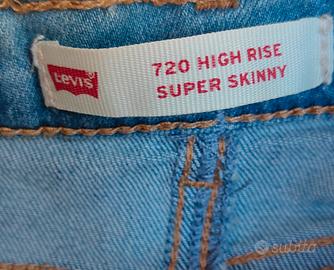 Levi's®
720 HIGH RISE
SUPER SKINNY
subito